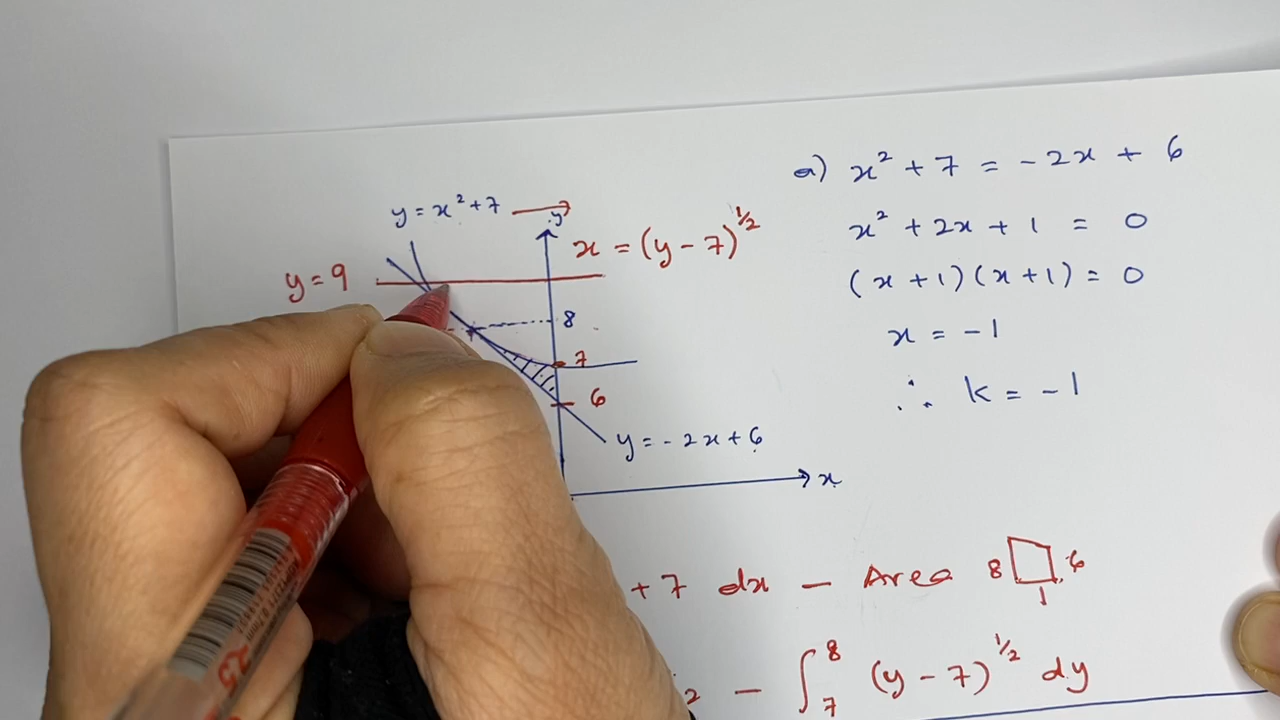 y = x² + 7 →
y
x = (y - 7)^½
y = 9
8
7
6
y = - 2x + 6
x
a) x² + 7 = - 2x + 6
x² + 2x + 1 = 0
(x + 1)(x + 1) = 0
x = - 1
∴ k = - 1
+ 7 dx - Area 8 6
1
2 - ∫₇⁸ (y - 7)^½ dy